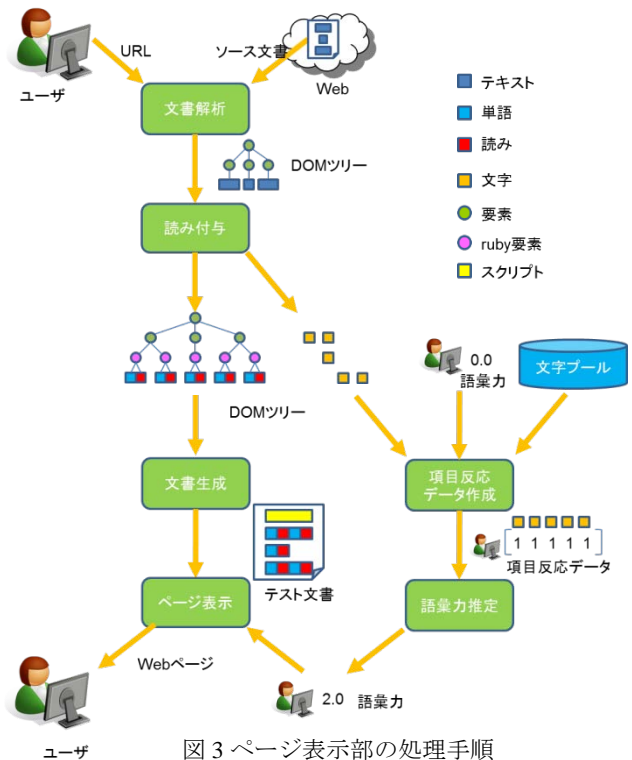 URL
ソース文書
ユーザ
Web
文書解析
テキスト
単語
読み
文字
要素
ruby要素
スクリプト
DOMツリー
読み付与
0.0
語彙力
文字プール
DOMツリー
文書生成
項目反応
データ作成
1 1 1 1 1
項目反応データ
テスト文書
ページ表示
語彙力推定
Webページ
2.0 語彙力
ユーザ
図 3 ページ表示部の処理手順